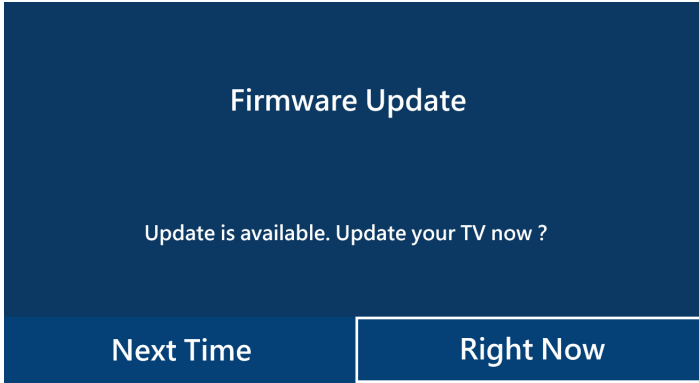 Firmware Update
Update is available. Update your TV now ?
Next Time
Right Now